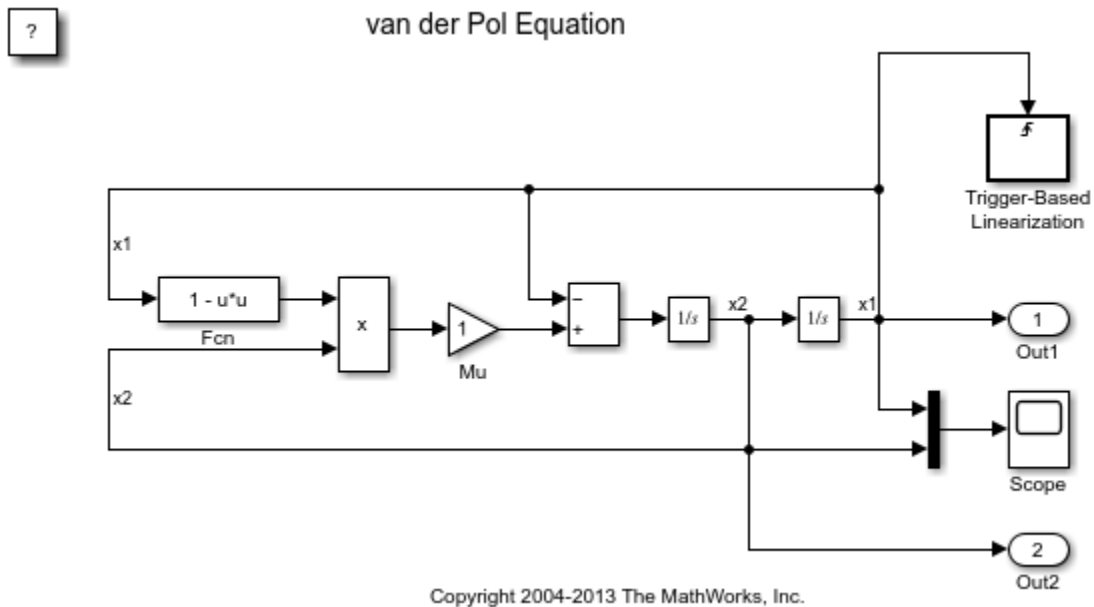 ?
van der Pol Equation
Trigger-Based
Linearization
x1
1 - u*u
Fcn
x
1
Mu
−
+
1/s
x2
1/s
x1
1
Out1
x2
Scope
2
Out2
Copyright 2004-2013 The MathWorks, Inc.